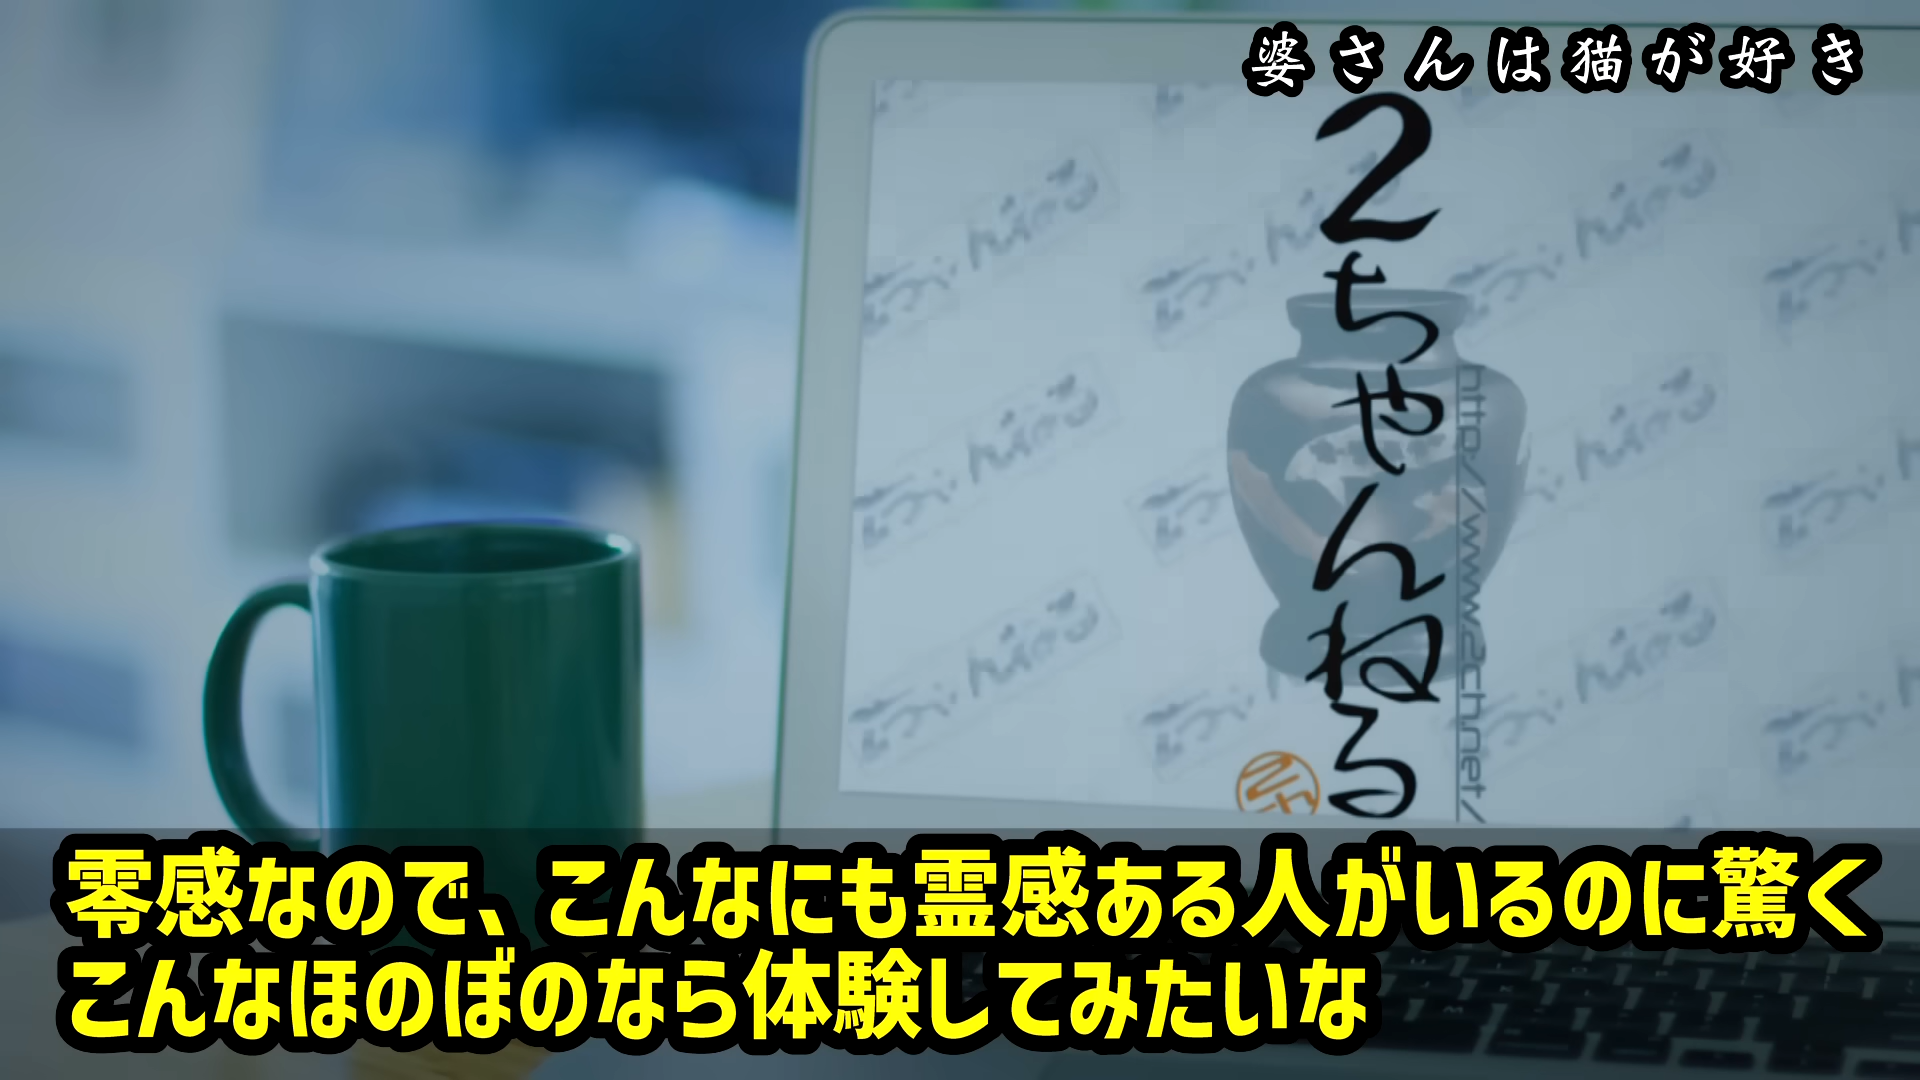 婆さんは猫が好き
2ちゃんねる
http://www.2ch.net/
零感なので、こんなにも霊感ある人がいるのに驚く
こんなほのぼのなら体験してみたいな